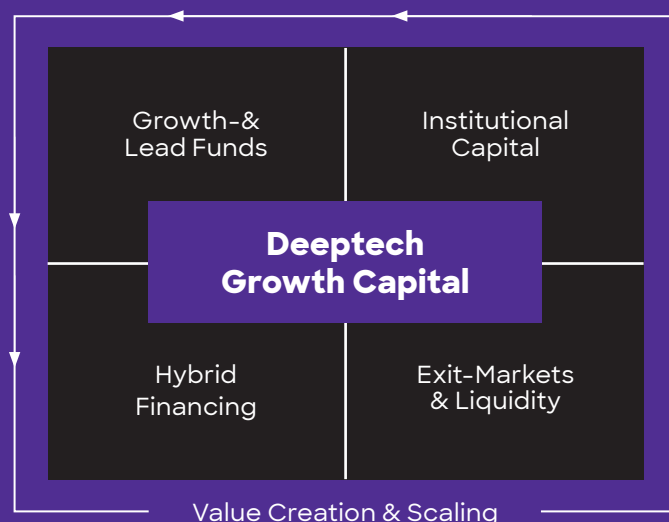 Growth-&
Lead Funds
Institutional
Capital
Deeptech
Growth Capital
Hybrid
Financing
Exit-Markets
& Liquidity
Value Creation & Scaling